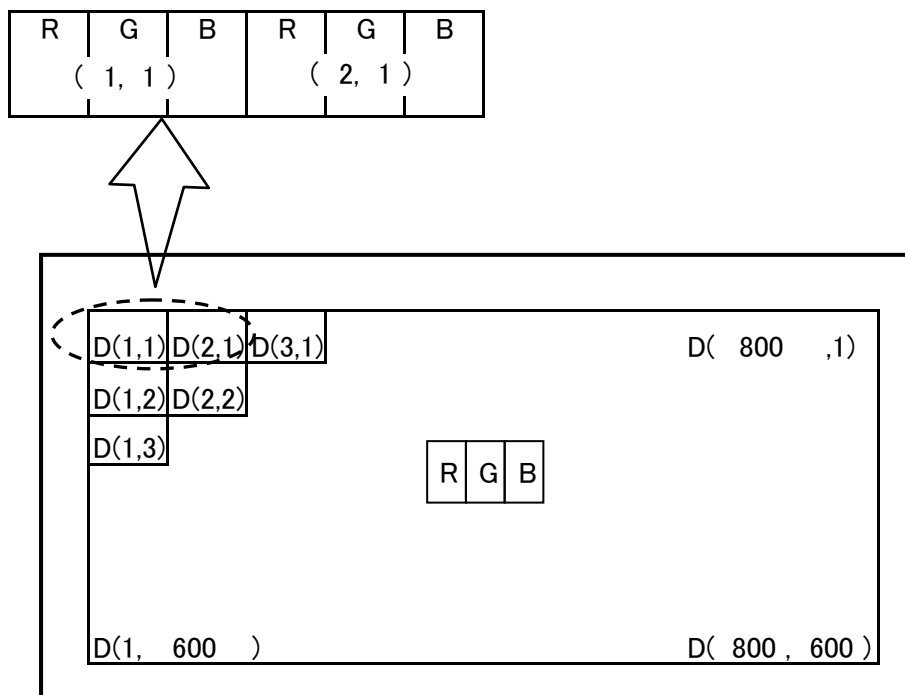 R G B R G B
( 1, 1 ) ( 2, 1 )
D(1,1) D(2,1) D(3,1) D( 800 ,1)
D(1,2) D(2,2)
D(1,3)
R G B
D(1, 600 ) D( 800 , 600 )